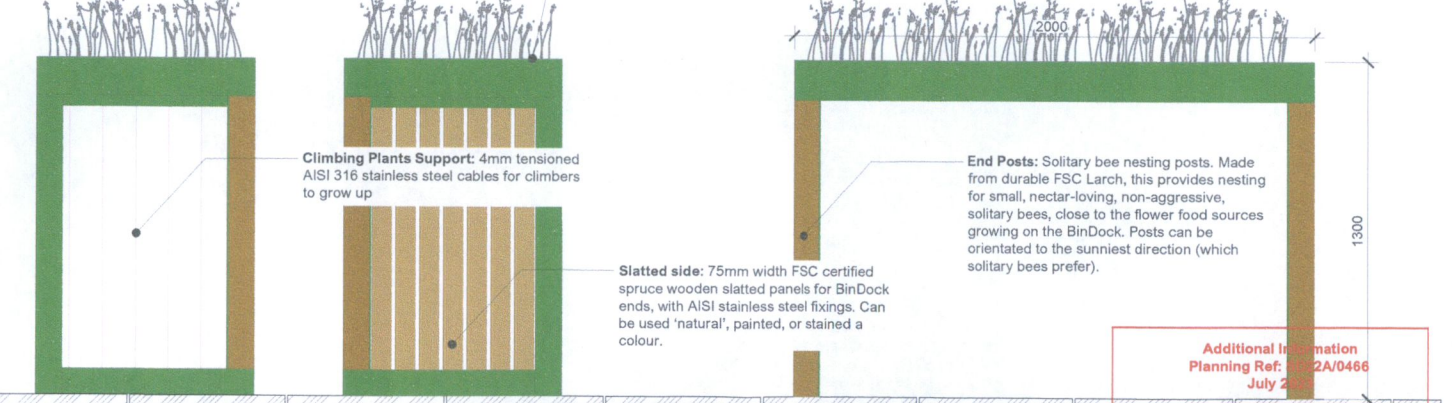 2000
Climbing Plants Support: 4mm tensioned
AISI 316 stainless steel cables for climbers
to grow up
End Posts: Solitary bee nesting posts. Made
from durable FSC Larch, this provides nesting
for small, nectar-loving, non-aggressive,
solitary bees, close to the flower food sources
growing on the BinDock. Posts can be
orientated to the sunniest direction (which
solitary bees prefer).
1300
Slatted side: 75mm width FSC certified
spruce wooden slatted panels for BinDock
ends, with AISI stainless steel fixings. Can
be used ‘natural’, painted, or stained a
colour.
Additional
Planning Ref:
July